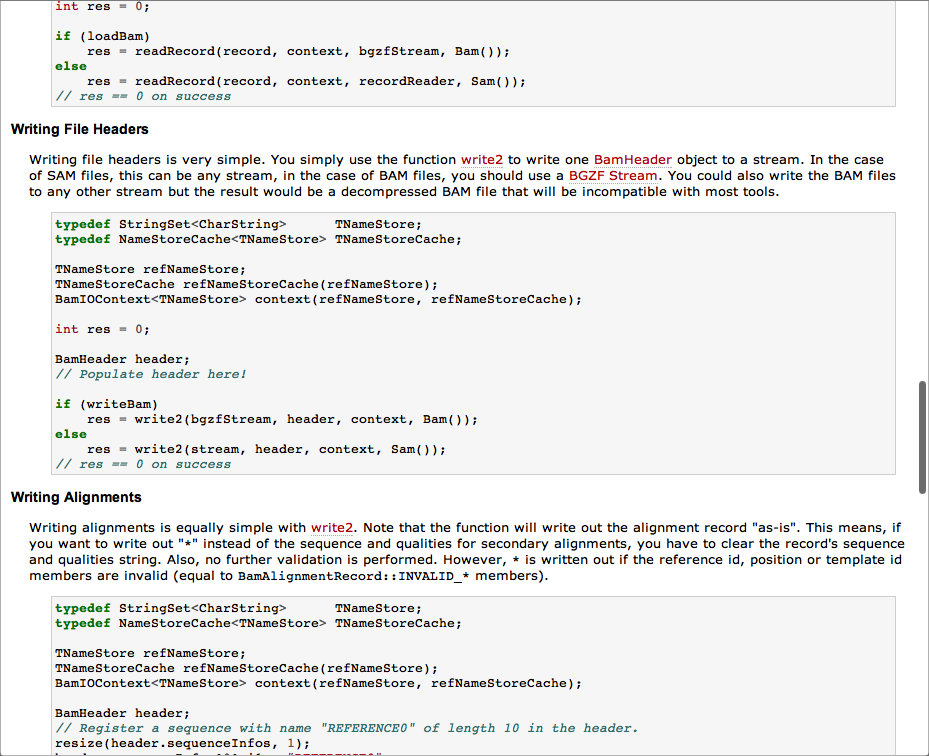 int res = 0;
if (loadBam)
    res = readRecord(record, context, bgzfStream, Bam());
else
    res = readRecord(record, context, recordReader, Sam());
// res == 0 on success
Writing File Headers
Writing file headers is very simple. You simply use the function write2 to write one BamHeader object to a stream. In the case
of SAM files, this can be any stream, in the case of BAM files, you should use a BGZF Stream. You could also write the BAM files
to any other stream but the result would be a decompressed BAM file that will be incompatible with most tools.
typedef StringSet<CharString>      TNameStore;
typedef NameStoreCache<TNameStore> TNameStoreCache;
TNameStore refNameStore;
TNameStoreCache refNameStoreCache(refNameStore);
BamIOContext<TNameStore> context(refNameStore, refNameStoreCache);
int res = 0;
BamHeader header;
// Populate header here!
if (writeBam)
    res = write2(bgzfStream, header, context, Bam());
else
    res = write2(stream, header, context, Sam());
// res == 0 on success
Writing Alignments
Writing alignments is equally simple with write2. Note that the function will write out the alignment record "as-is". This means, if
you want to write out "*" instead of the sequence and qualities for secondary alignments, you have to clear the record's sequence
and qualities string. Also, no further validation is performed. However, * is written out if the reference id, position or template id
members are invalid (equal to BamAlignmentRecord::INVALID_* members).
typedef StringSet<CharString>      TNameStore;
typedef NameStoreCache<TNameStore> TNameStoreCache;
TNameStore refNameStore;
TNameStoreCache refNameStoreCache(refNameStore);
BamIOContext<TNameStore> context(refNameStore, refNameStoreCache);
BamHeader header;
// Register a sequence with name "REFERENCE0" of length 10 in the header.
resize(header.sequenceInfos, 1);